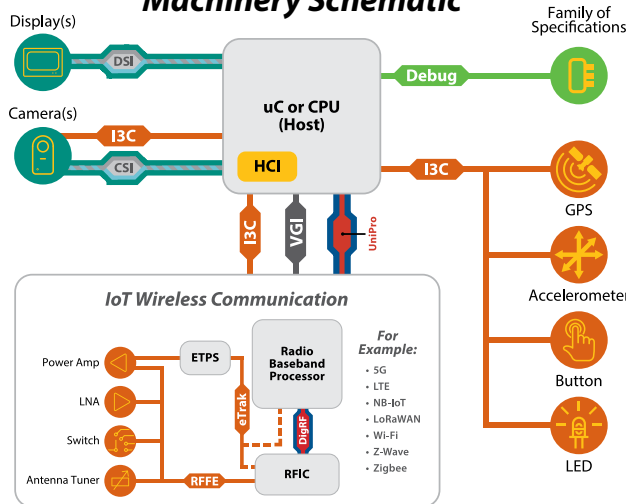 Machinery Schematic
Display(s)
DSI
Camera(s)
I3C
CSI
uC or CPU
(Host)
HCI
Debug
Family of
Specifications
I3C
GPS
Accelerometer
Button
LED
I3C
VGI
UniPro
IoT Wireless Communication
Power Amp
LNA
Switch
Antenna Tuner
ETPS
eTrak
RFFE
Radio
Baseband
Processor
DigRF
RFIC
For
Example:
• 5G
• LTE
• NB-IoT
• LoRaWAN
• Wi-Fi
• Z-Wave
• Zigbee